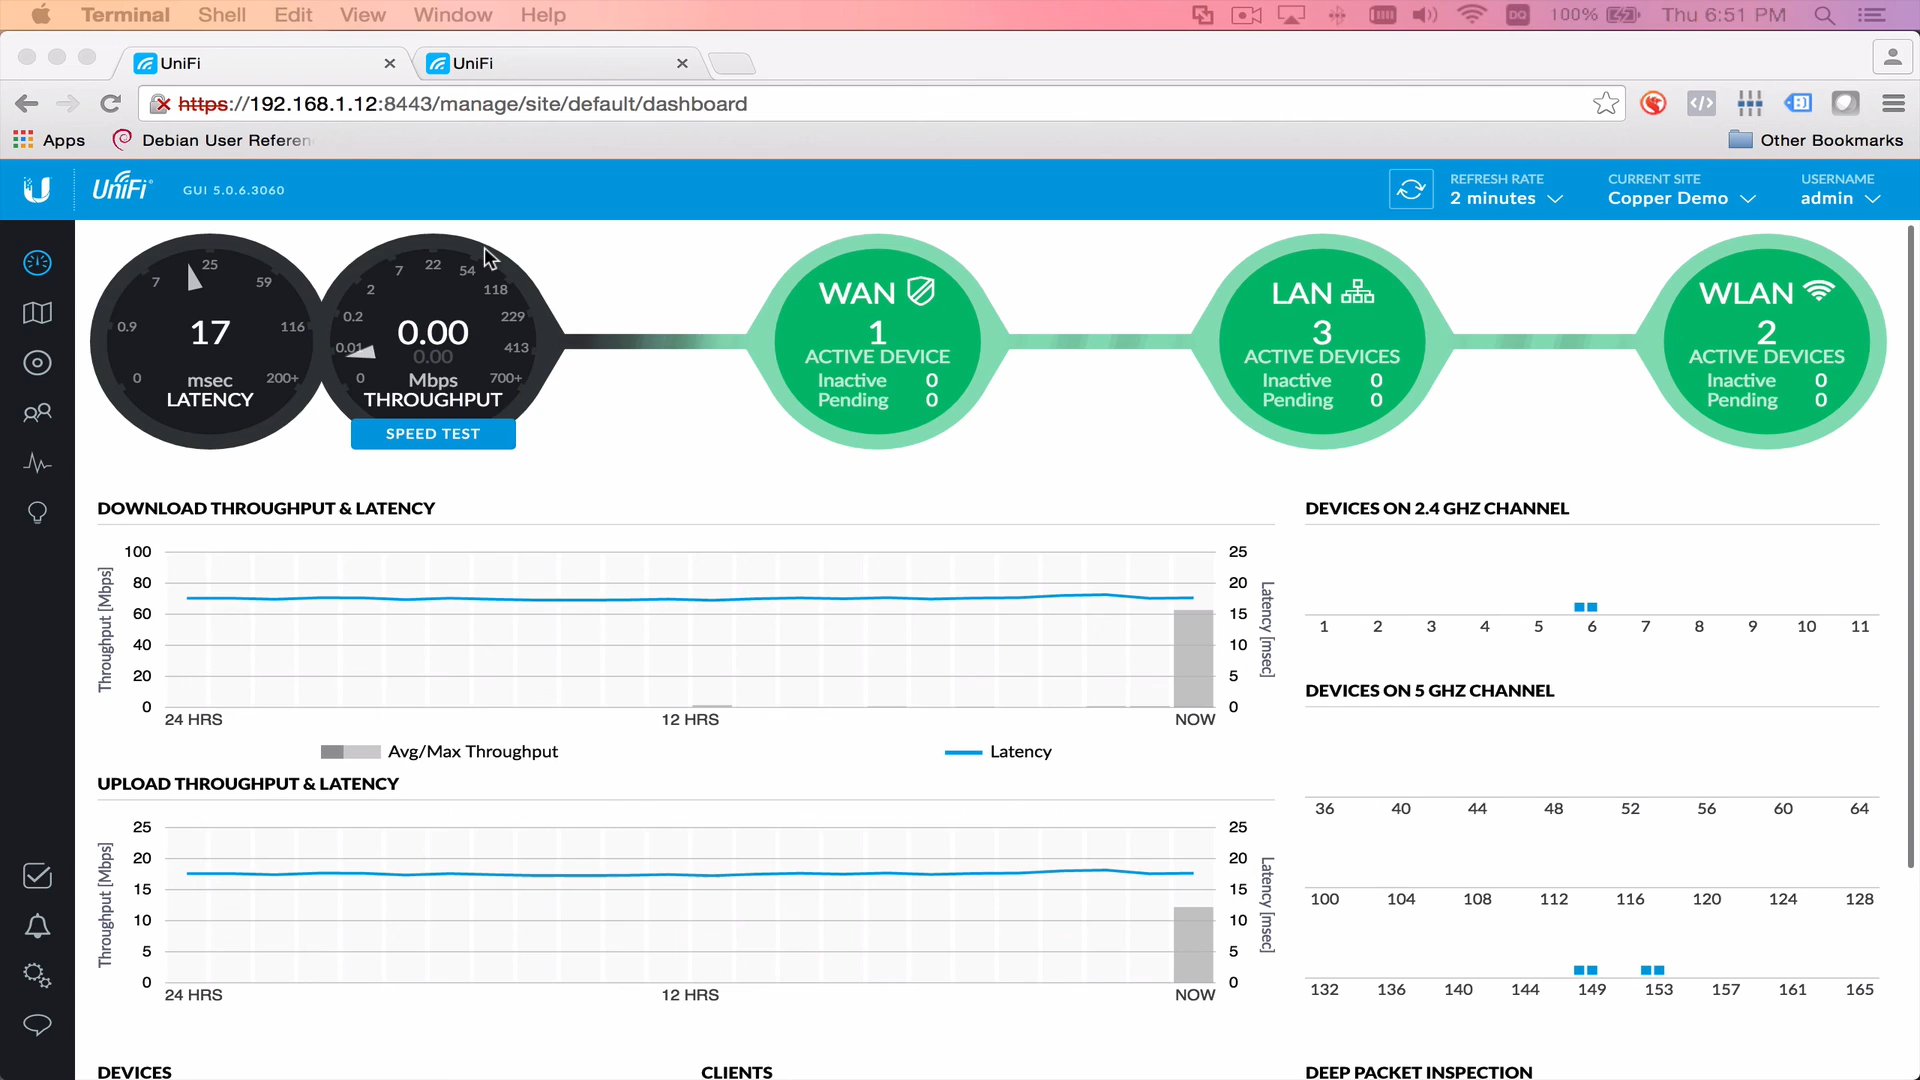 Terminal Shell Edit View Window Help DQ 100% Thu 6:51 PM
UniFi UniFi
https://192.168.1.12:8443/manage/site/default/dashboard
Apps Debian User Referen Other Bookmarks
UniFi GUI 5.0.6.3060
REFRESH RATE
2 minutes
CURRENT SITE
Copper Demo
USERNAME
admin
0 0.9 7 25 59 116 200+
17
msec
LATENCY
0 0.01 0.2 2 7 22 54 118 229 413 700+
0.00
0.00
Mbps
THROUGHPUT
SPEED TEST
WAN
1
ACTIVE DEVICE
Inactive 0
Pending 0
LAN
3
ACTIVE DEVICES
Inactive 0
Pending 0
WLAN
2
ACTIVE DEVICES
Inactive 0
Pending 0
DOWNLOAD THROUGHPUT & LATENCY
Throughput [Mbps]
100 25
80 20
60 15
40 10
20 5
0 0
Latency [msec]
24 HRS 12 HRS NOW
Avg/Max Throughput Latency
UPLOAD THROUGHPUT & LATENCY
Throughput [Mbps]
25 25
20 20
15 15
10 10
5 5
0 0
Latency [msec]
24 HRS 12 HRS NOW
DEVICES ON 2.4 GHZ CHANNEL
1 2 3 4 5 6 7 8 9 10 11
DEVICES ON 5 GHZ CHANNEL
36 40 44 48 52 56 60 64
100 104 108 112 116 120 124 128
132 136 140 144 149 153 157 161 165
DEVICES CLIENTS DEEP PACKET INSPECTION